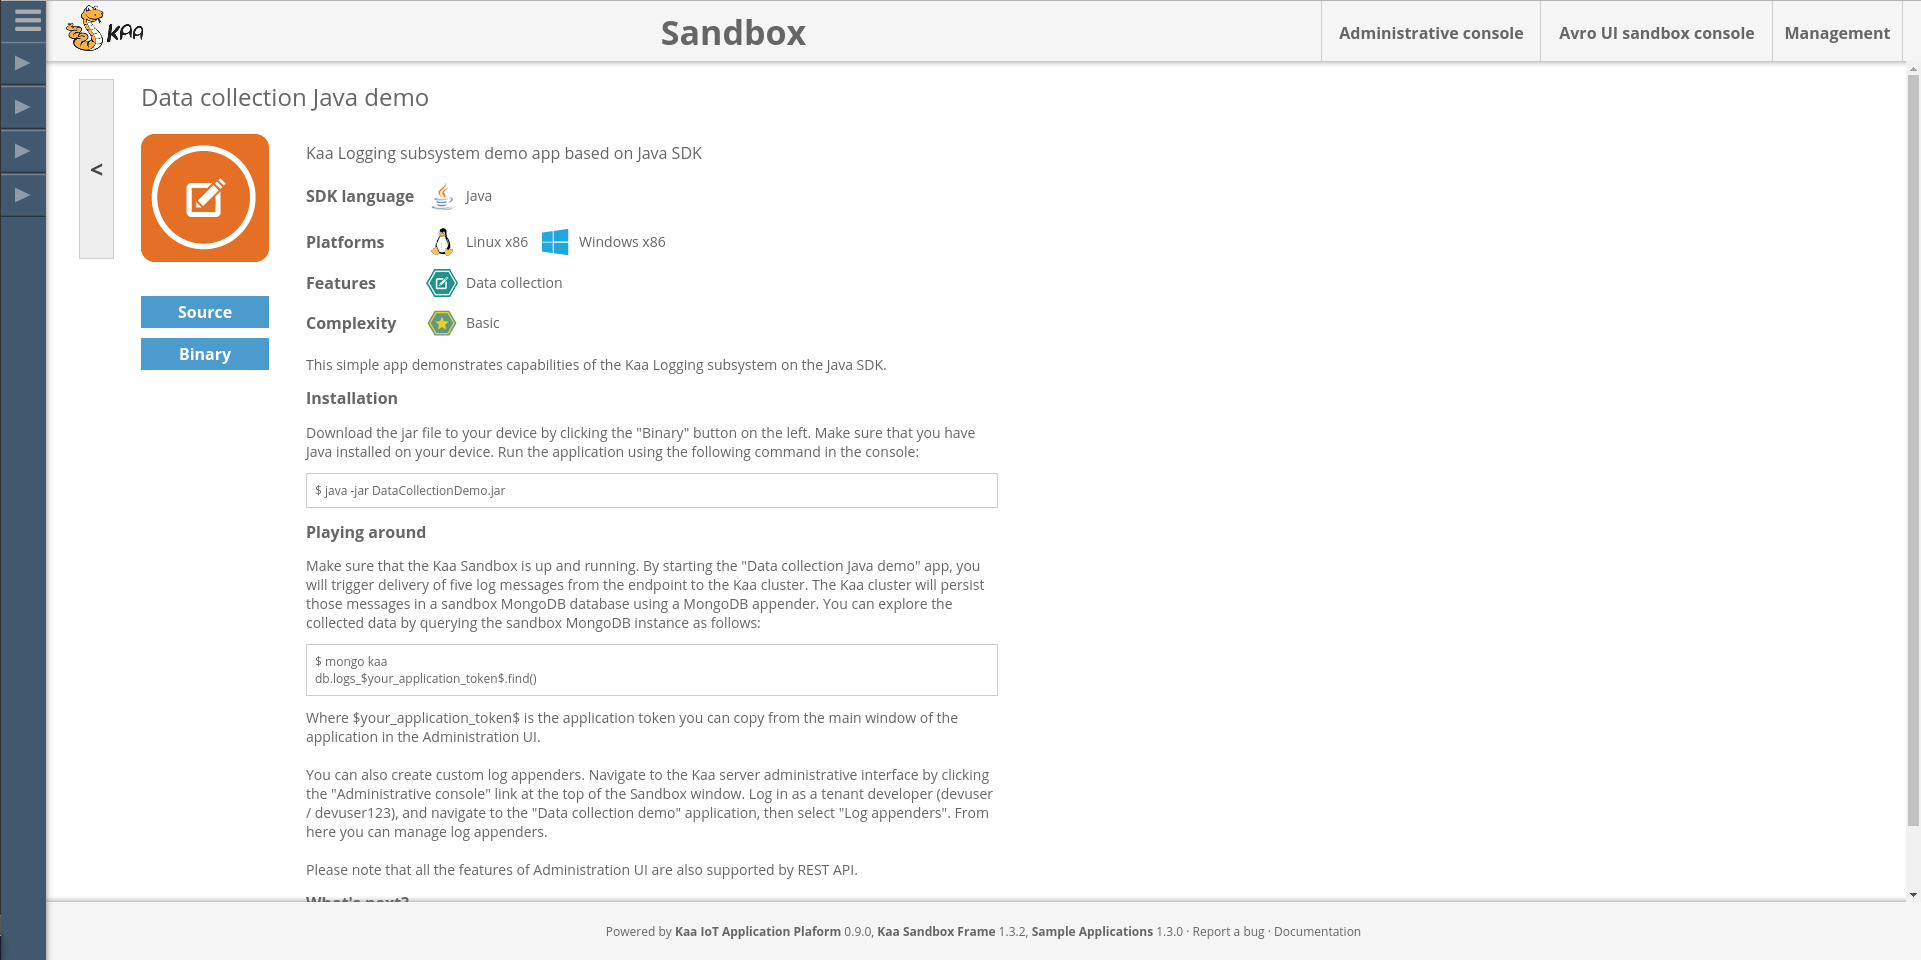 KAA
Sandbox
Administrative console
Avro UI sandbox console
Management
<
Data collection Java demo
Kaa Logging subsystem demo app based on Java SDK
SDK language Java
Platforms Linux x86 Windows x86
Features Data collection
Complexity Basic
Source
Binary
This simple app demonstrates capabilities of the Kaa Logging subsystem on the Java SDK.
Installation
Download the jar file to your device by clicking the "Binary" button on the left. Make sure that you have
Java installed on your device. Run the application using the following command in the console:
$ java -jar DataCollectionDemo.jar
Playing around
Make sure that the Kaa Sandbox is up and running. By starting the "Data collection Java demo" app, you
will trigger delivery of five log messages from the endpoint to the Kaa cluster. The Kaa cluster will persist
those messages in a sandbox MongoDB database using a MongoDB appender. You can explore the
collected data by querying the sandbox MongoDB instance as follows:
$ mongo kaa
db.logs_$your_application_token$.find()
Where $your_application_token$ is the application token you can copy from the main window of the
application in the Administration UI.
You can also create custom log appenders. Navigate to the Kaa server administrative interface by clicking
the "Administrative console" link at the top of the Sandbox window. Log in as a tenant developer (devuser
/ devuser123), and navigate to the "Data collection demo" application, then select "Log appenders". From
here you can manage log appenders.
Please note that all the features of Administration UI are also supported by REST API.
What's next?
Powered by Kaa IoT Application Plaform 0.9.0, Kaa Sandbox Frame 1.3.2, Sample Applications 1.3.0 · Report a bug · Documentation